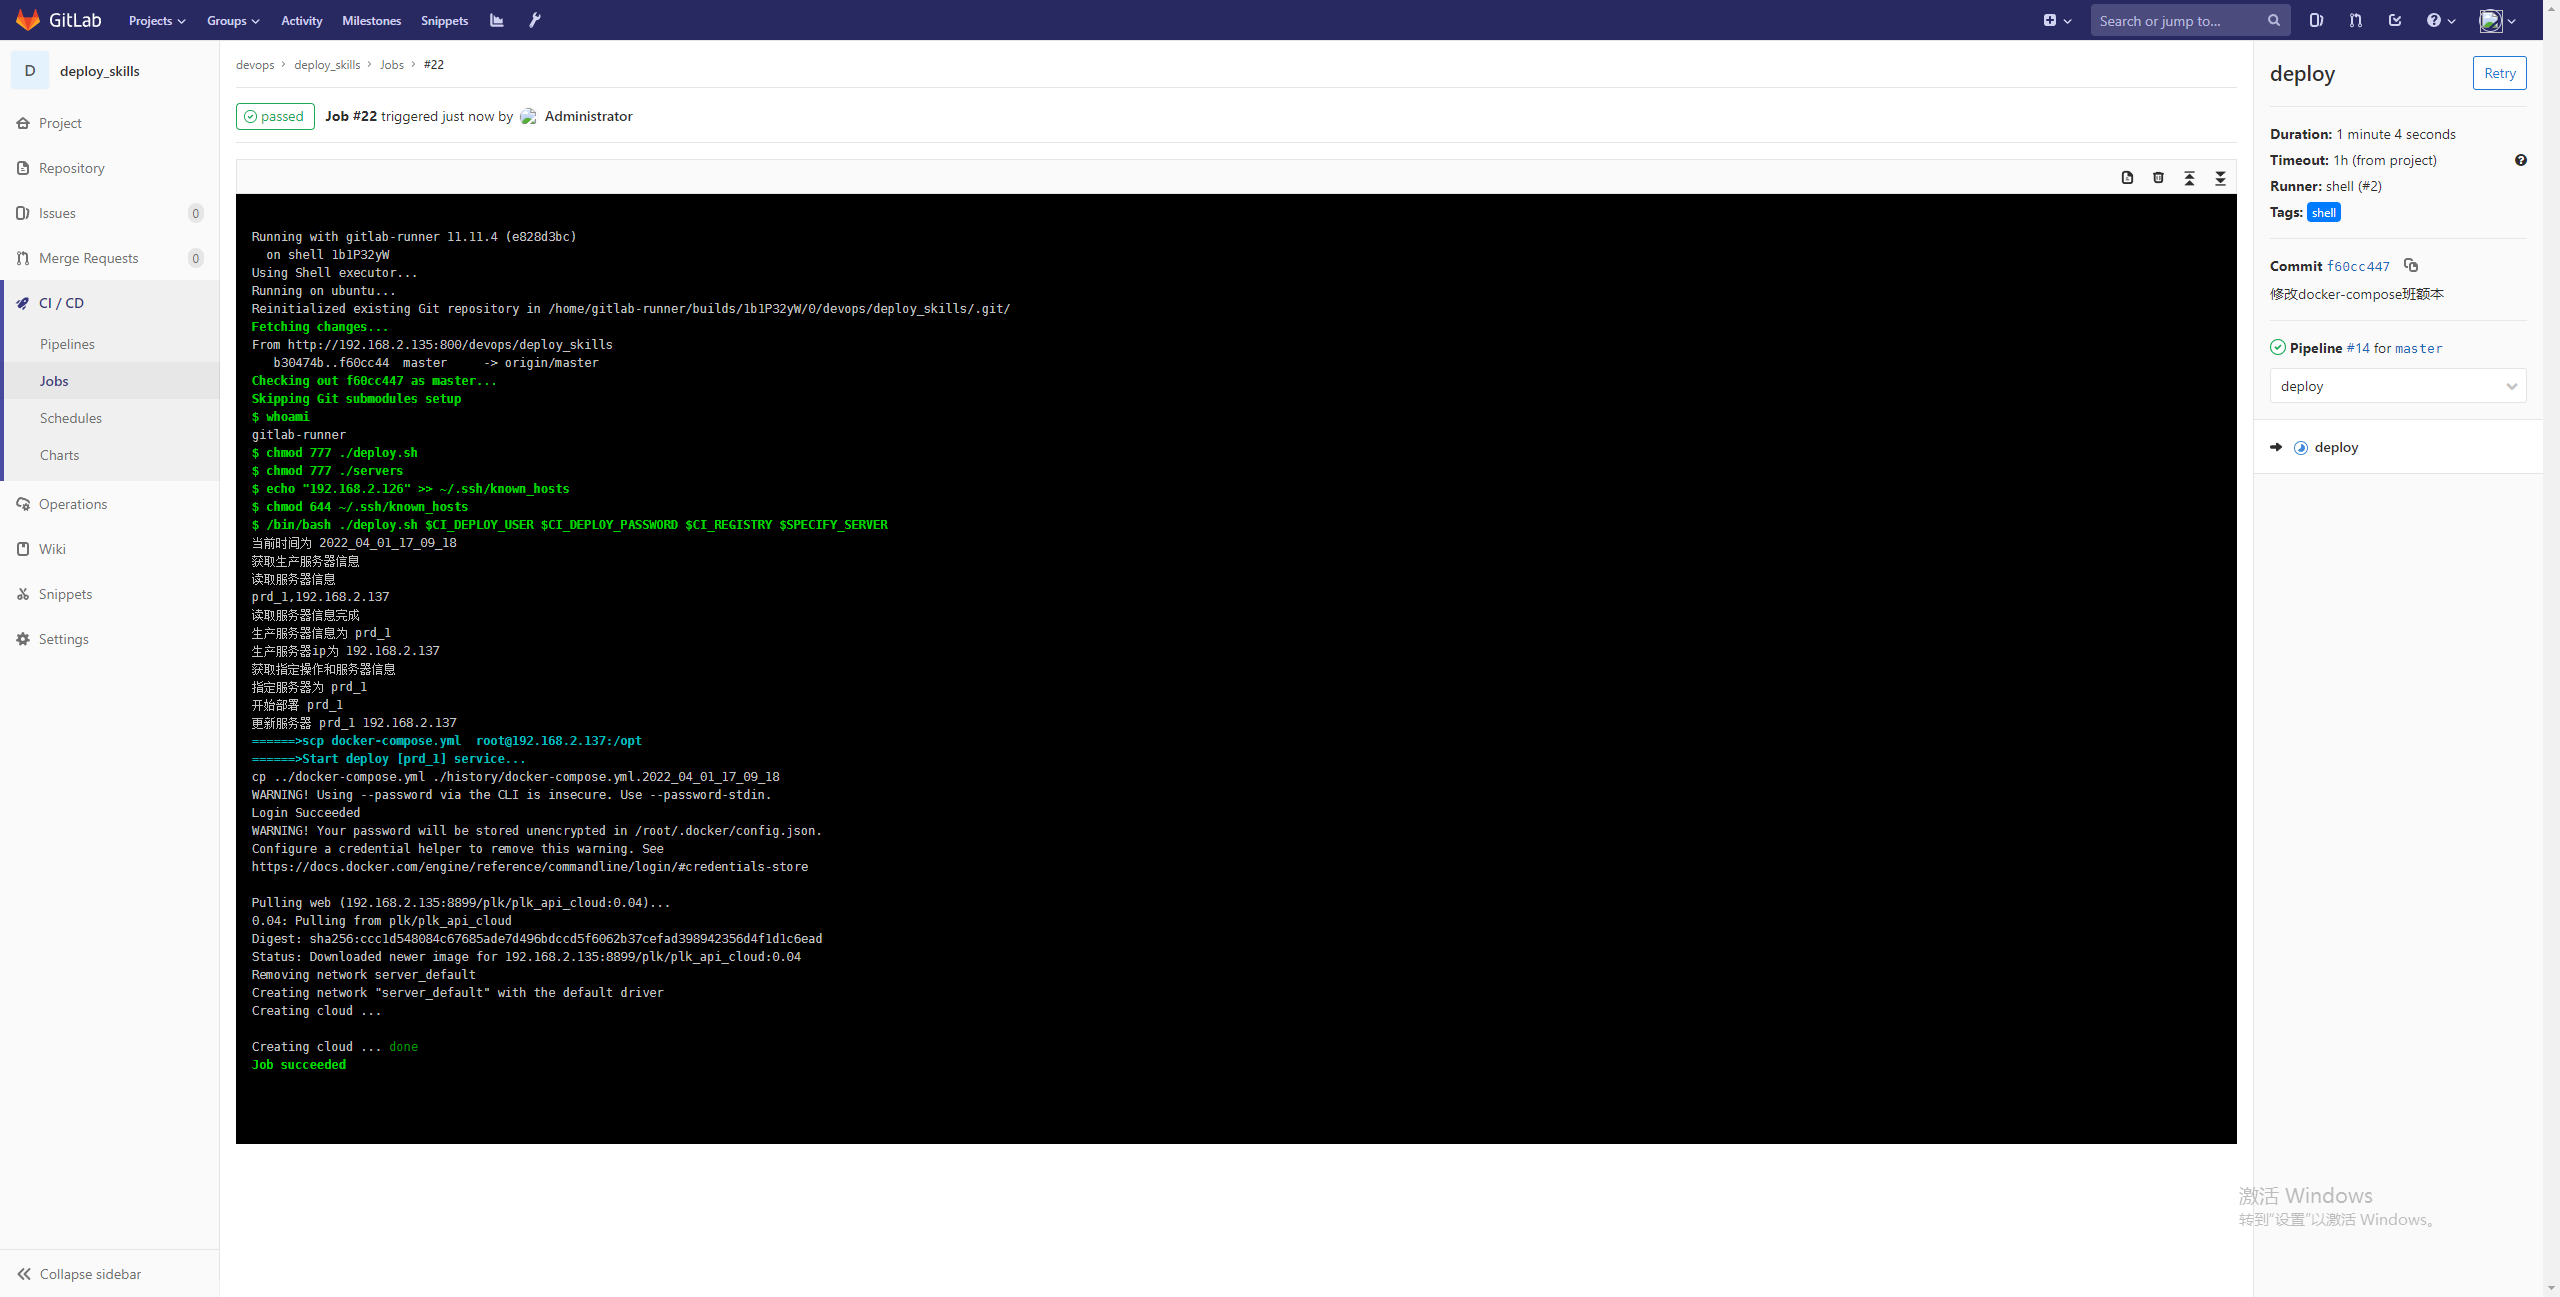 GitLab Projects Groups Activity Milestones Snippets Search or jump to...
D deploy_skills
Project
Repository
Issues 0
Merge Requests 0
CI / CD
Pipelines
Jobs
Schedules
Charts
Operations
Wiki
Snippets
Settings
Collapse sidebar
devops › deploy_skills › Jobs › #22
passed Job #22 triggered just now by Administrator
Running with gitlab-runner 11.11.4 (e828d3bc)
on shell 1b1P32yW
Using Shell executor...
Running on ubuntu...
Reinitialized existing Git repository in /home/gitlab-runner/builds/1b1P32yW/0/devops/deploy_skills/.git/
Fetching changes...
From http://192.168.2.135:800/devops/deploy_skills
b30474b..f60cc44 master -> origin/master
Checking out f60cc447 as master...
Skipping Git submodules setup
$ whoami
gitlab-runner
$ chmod 777 ./deploy.sh
$ chmod 777 ./servers
$ echo "192.168.2.126" >> ~/.ssh/known_hosts
$ chmod 644 ~/.ssh/known_hosts
$ /bin/bash ./deploy.sh $CI_DEPLOY_USER $CI_DEPLOY_PASSWORD $CI_REGISTRY $SPECIFY_SERVER
当前时间为 2022_04_01_17_09_18
获取生产服务器信息
读取服务器信息
prd_1,192.168.2.137
读取服务器信息完成
生产服务器信息为 prd_1
生产服务器ip为 192.168.2.137
获取指定操作和服务器信息
指定服务器为 prd_1
开始部署 prd_1
更新服务器 prd_1 192.168.2.137
======>scp docker-compose.yml root@192.168.2.137:/opt
======>Start deploy [prd_1] service...
cp ../docker-compose.yml ./history/docker-compose.yml.2022_04_01_17_09_18
WARNING! Using --password via the CLI is insecure. Use --password-stdin.
Login Succeeded
WARNING! Your password will be stored unencrypted in /root/.docker/config.json.
Configure a credential helper to remove this warning. See
https://docs.docker.com/engine/reference/commandline/login/#credentials-store
Pulling web (192.168.2.135:8899/plk/plk_api_cloud:0.04)...
0.04: Pulling from plk/plk_api_cloud
Digest: sha256:ccc1d548084c67685ade7d496bdccd5f6062b37cefad398942356d4f1d1c6ead
Status: Downloaded newer image for 192.168.2.135:8899/plk/plk_api_cloud:0.04
Removing network server_default
Creating network "server_default" with the default driver
Creating cloud ...
Creating cloud ... done
Job succeeded
deploy Retry
Duration: 1 minute 4 seconds
Timeout: 1h (from project)
Runner: shell (#2)
Tags: shell
Commit f60cc447
修改docker-compose班额本
Pipeline #14 for master
deploy
deploy
激活 Windows
转到"设置"以激活 Windows。